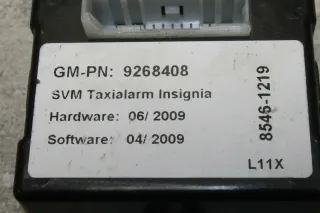 GM-PN: 9268408
SVM Taxialarm Insignia
Hardware: 06/ 2009
Software: 04/ 2009
8546-1219
L11X